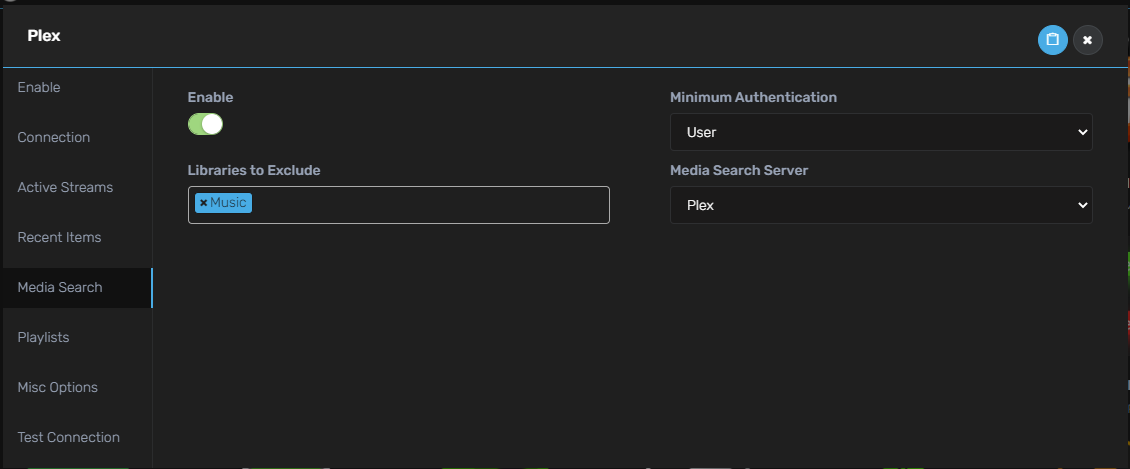 Plex
Enable
Connection
Active Streams
Recent Items
Media Search
Playlists
Misc Options
Test Connection
Enable
Minimum Authentication
User
Libraries to Exclude
Media Search Server
× Music
Plex